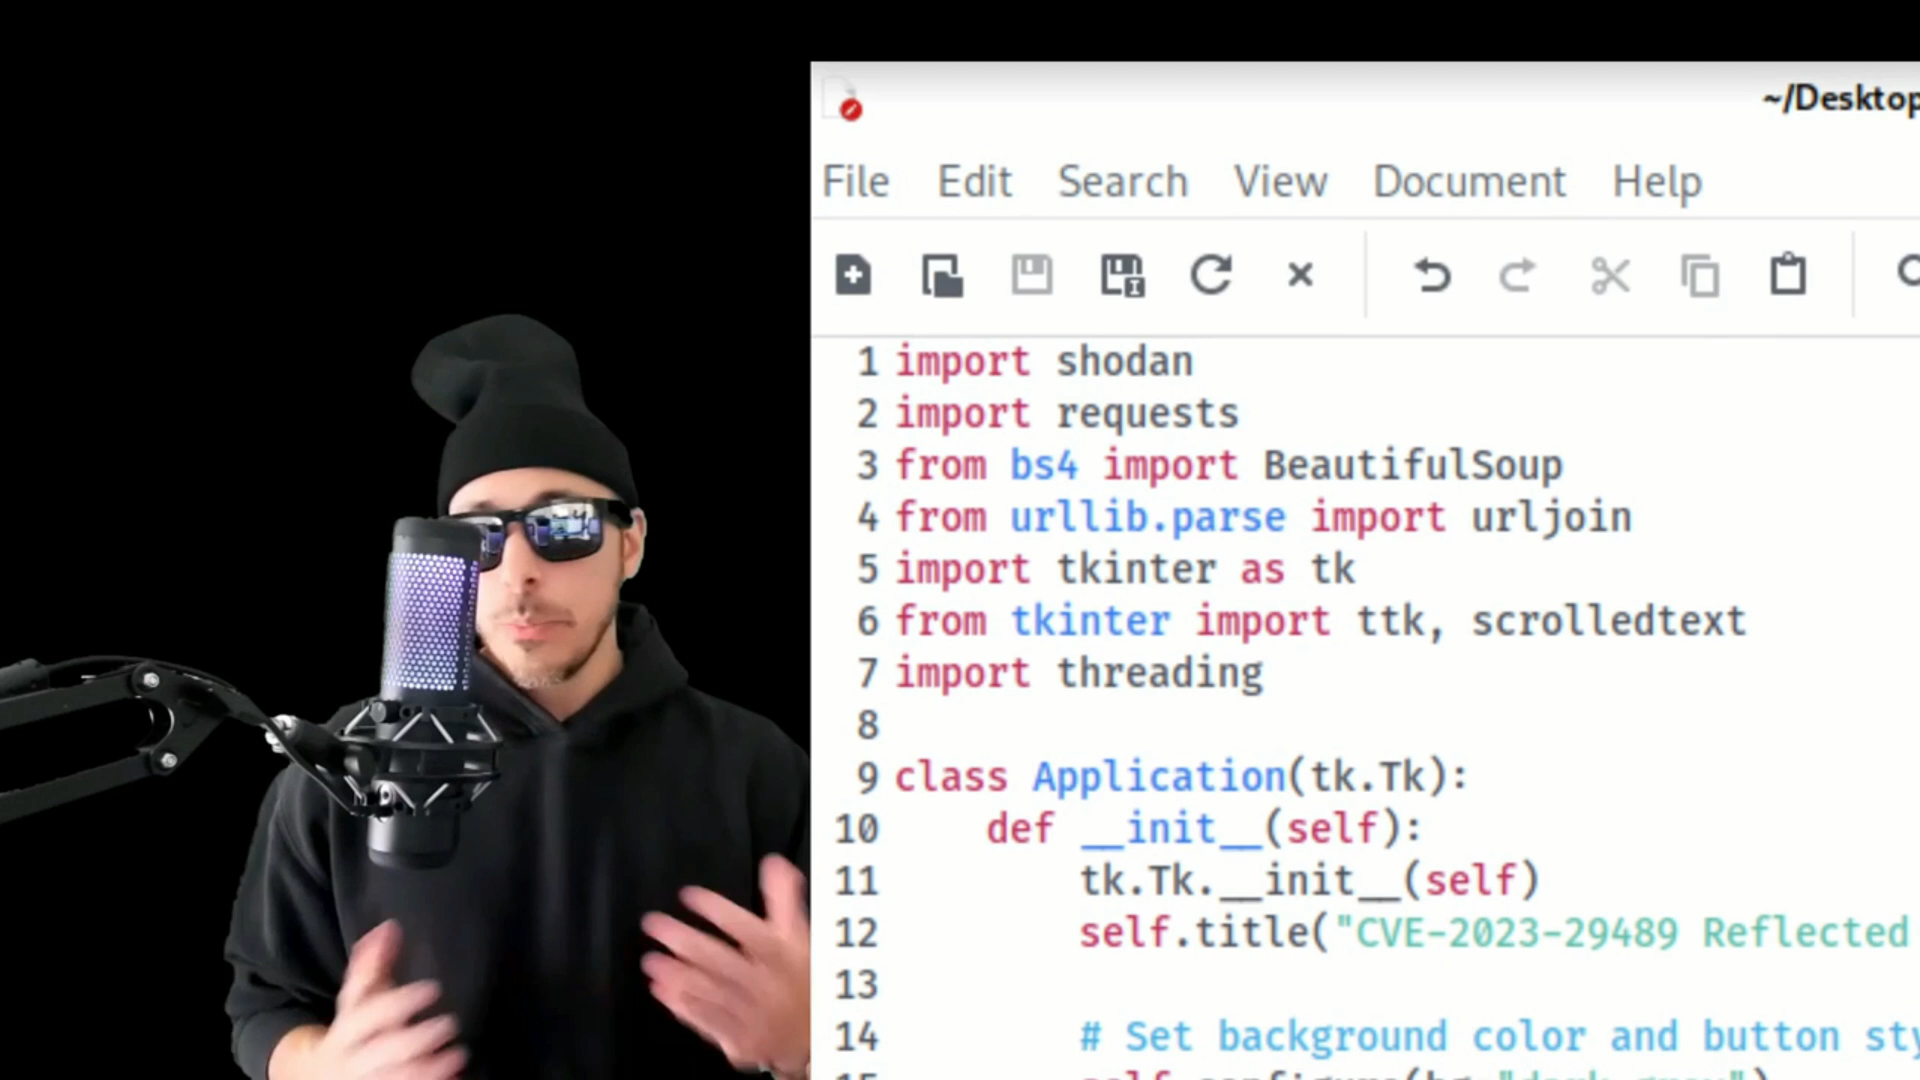 ~/Desktop
File Edit Search View Document Help
1 import shodan
2 import requests
3 from bs4 import BeautifulSoup
4 from urllib.parse import urljoin
5 import tkinter as tk
6 from tkinter import ttk, scrolledtext
7 import threading
8
9 class Application(tk.Tk):
10 def __init__(self):
11 tk.Tk.__init__(self)
12 self.title("CVE-2023-29489 Reflected
13
14 # Set background color and button